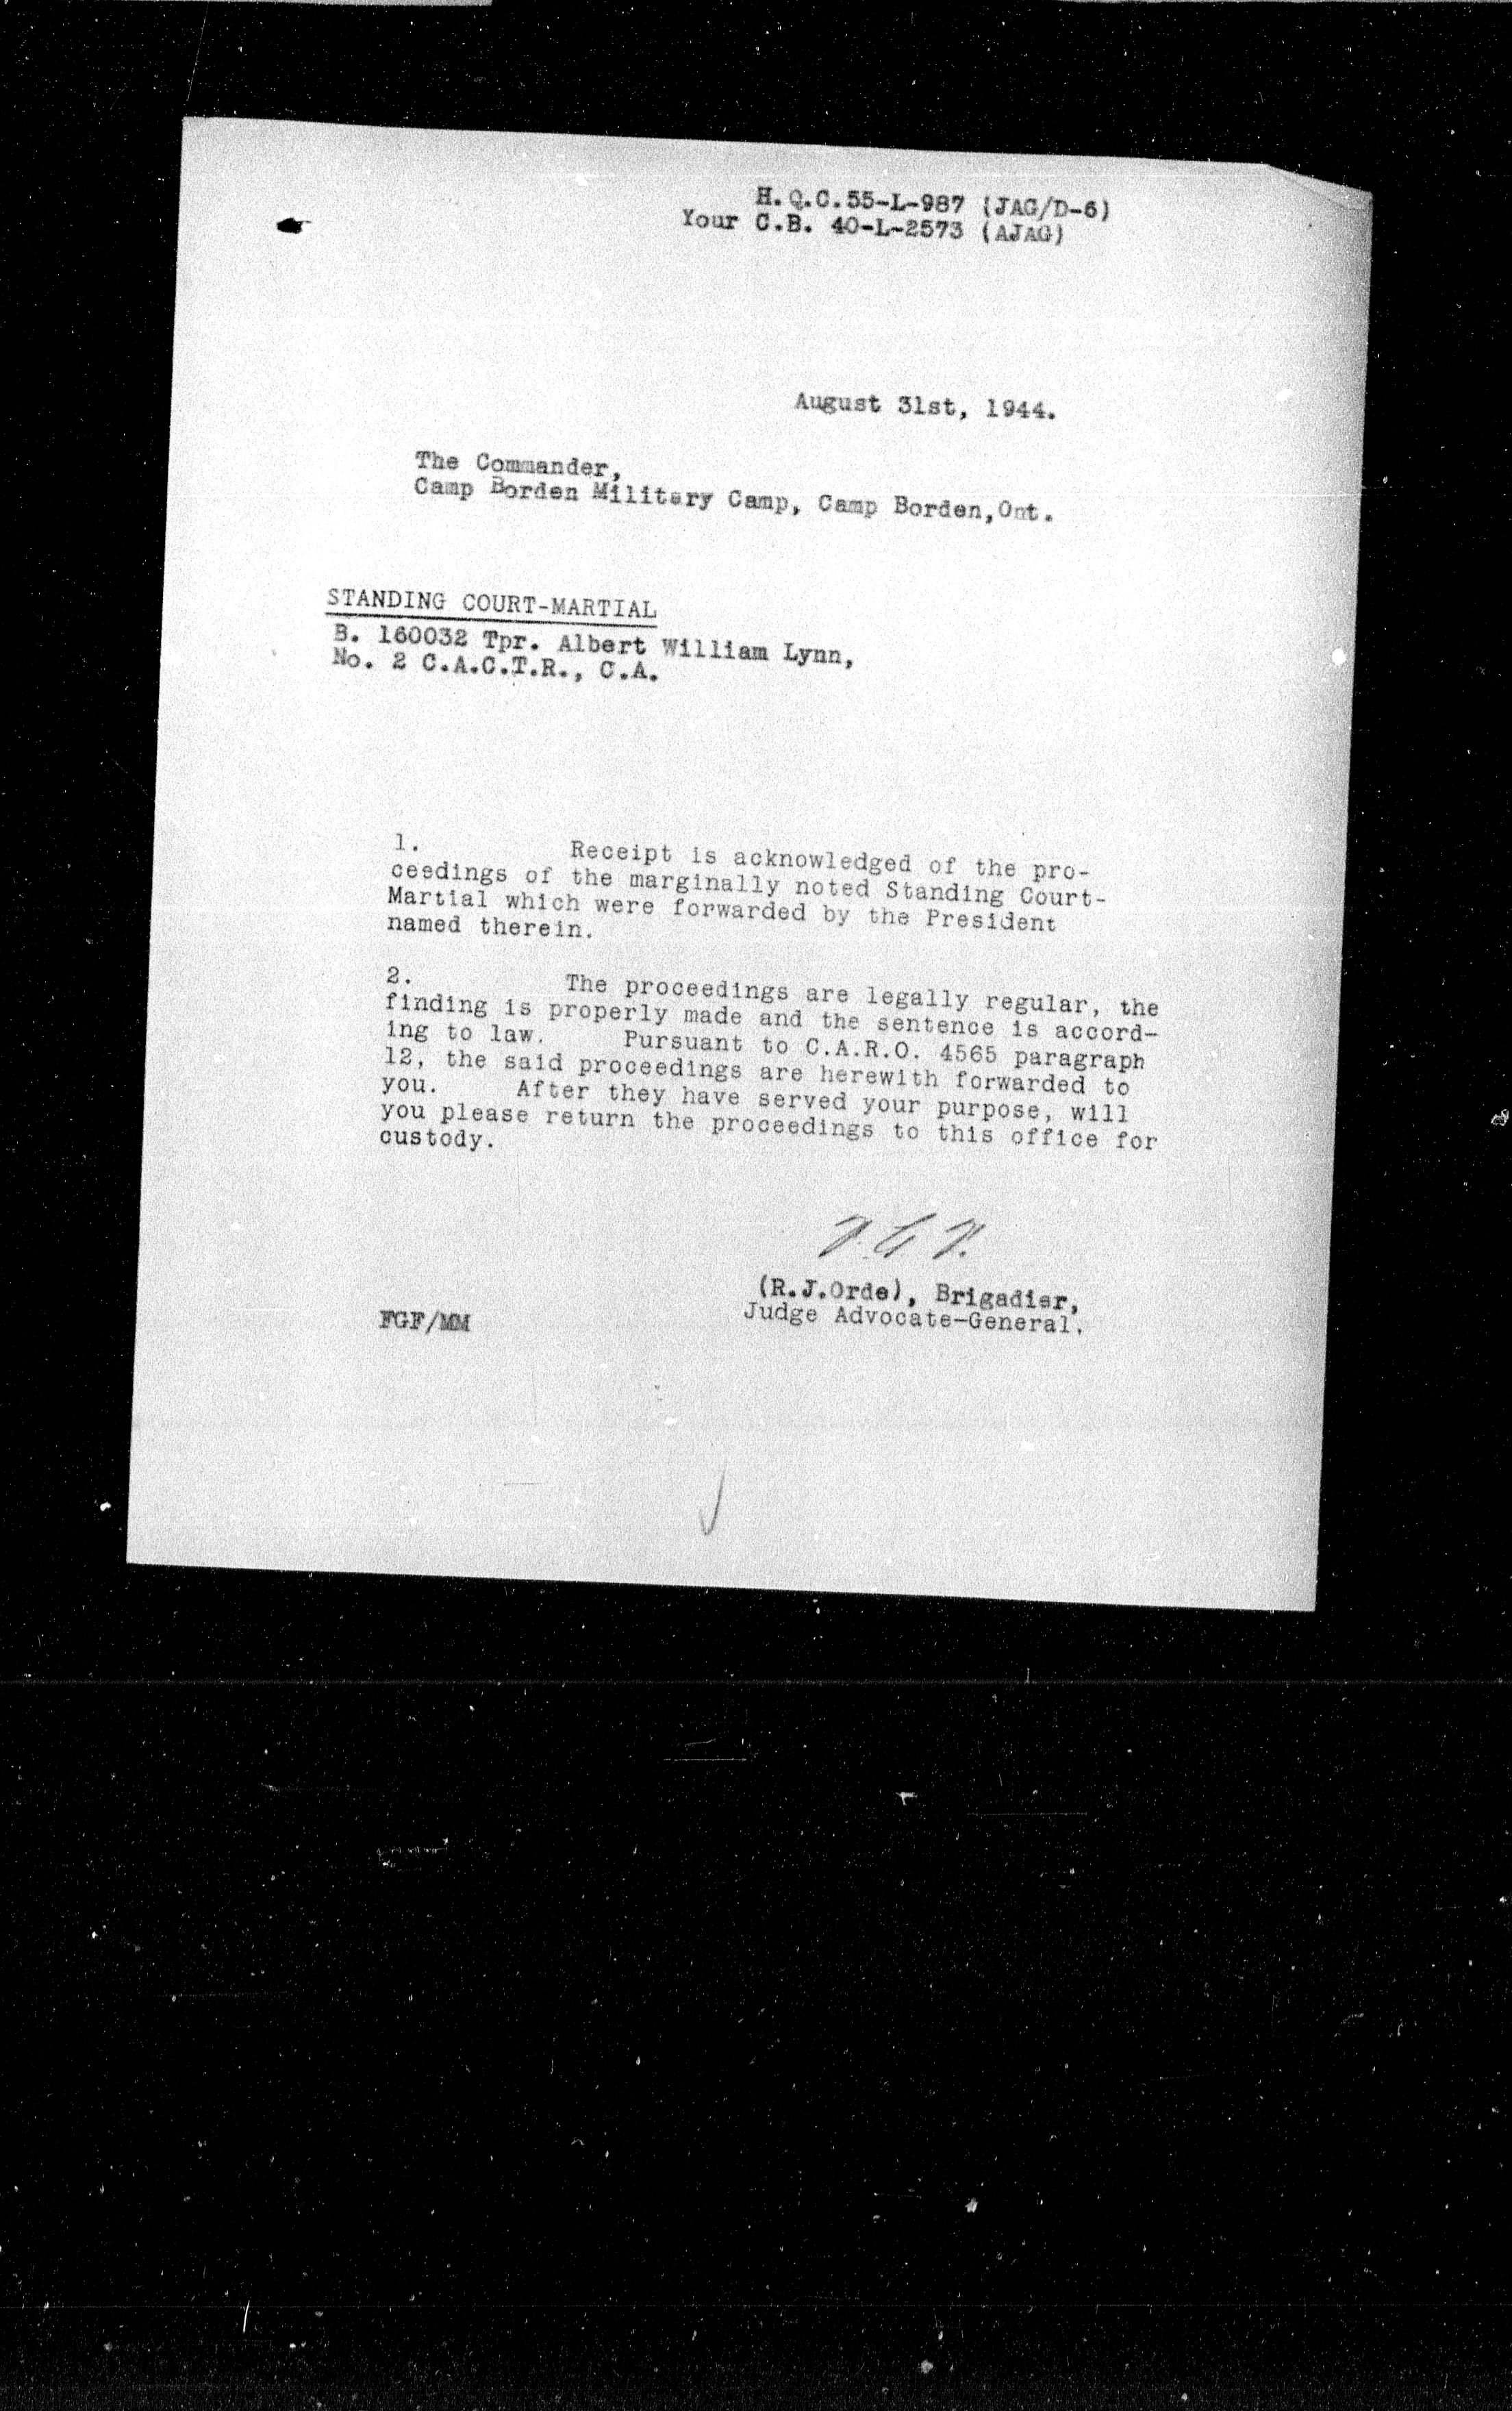 H.Q.C.55-L-987 (JAG/D-6)
Your C.B. 40-L-2573 (AJAG)
August 31st, 1944.
The Commander,
Camp Borden Military Camp, Camp Borden,Ont.
STANDING COURT-MARTIAL
B. 160032 Tpr. Albert William Lynn,
No. 2 C.A.C.T.R., C.A.
1. Receipt is acknowledged of the pro-
ceedings of the marginally noted Standing Court-
Martial which were forwarded by the President
named therein.
2. The proceedings are legally regular, the
finding is properly made and the sentence is accord-
ing to law. Pursuant to C.A.R.O. 4565 paragraph
12, the said proceedings are herewith forwarded to
you. After they have served your purpose, will
you please return the proceedings to this office for
custody.
(R.J.Orde), Brigadier,
Judge Advocate-General.
FGF/MM